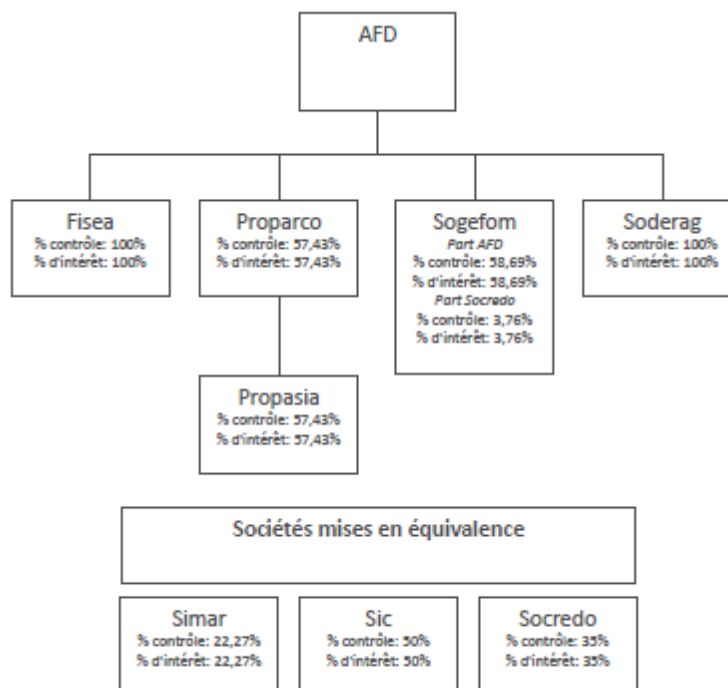 AFD
Fisea
% contrôle: 100%
% d'intérêt: 100%
Proparco
% contrôle: 57,43%
% d'intérêt: 57,43%
Sogefom
Part AFD
% contrôle: 58,69%
% d'intérêt: 58,69%
Part Socredo
% contrôle: 3,76%
% d'intérêt: 3,76%
Soderag
% contrôle: 100%
% d'intérêt: 100%
Propasia
% contrôle: 57,43%
% d'intérêt: 57,43%
Sociétés mises en équivalence
Simar
% contrôle: 22,27%
% d'intérêt: 22,27%
Sic
% contrôle: 50%
% d'intérêt: 50%
Socredo
% contrôle: 35%
% d'intérêt: 35%